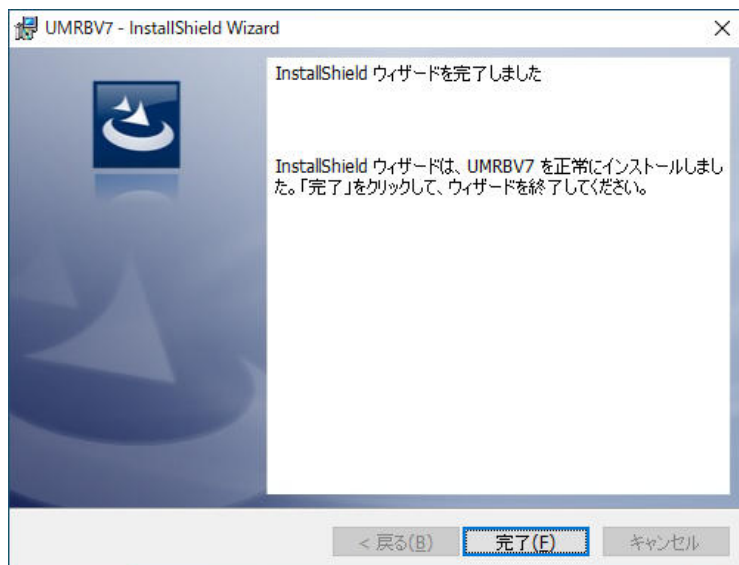 UMRBV7 - InstallShield Wizard
InstallShield ウィザードを完了しました
InstallShield ウィザードは、UMRBV7 を正常にインストールしまし
た。「完了」をクリックして、ウィザードを終了してください。
< 戻る(B)
完了(F)
キャンセル